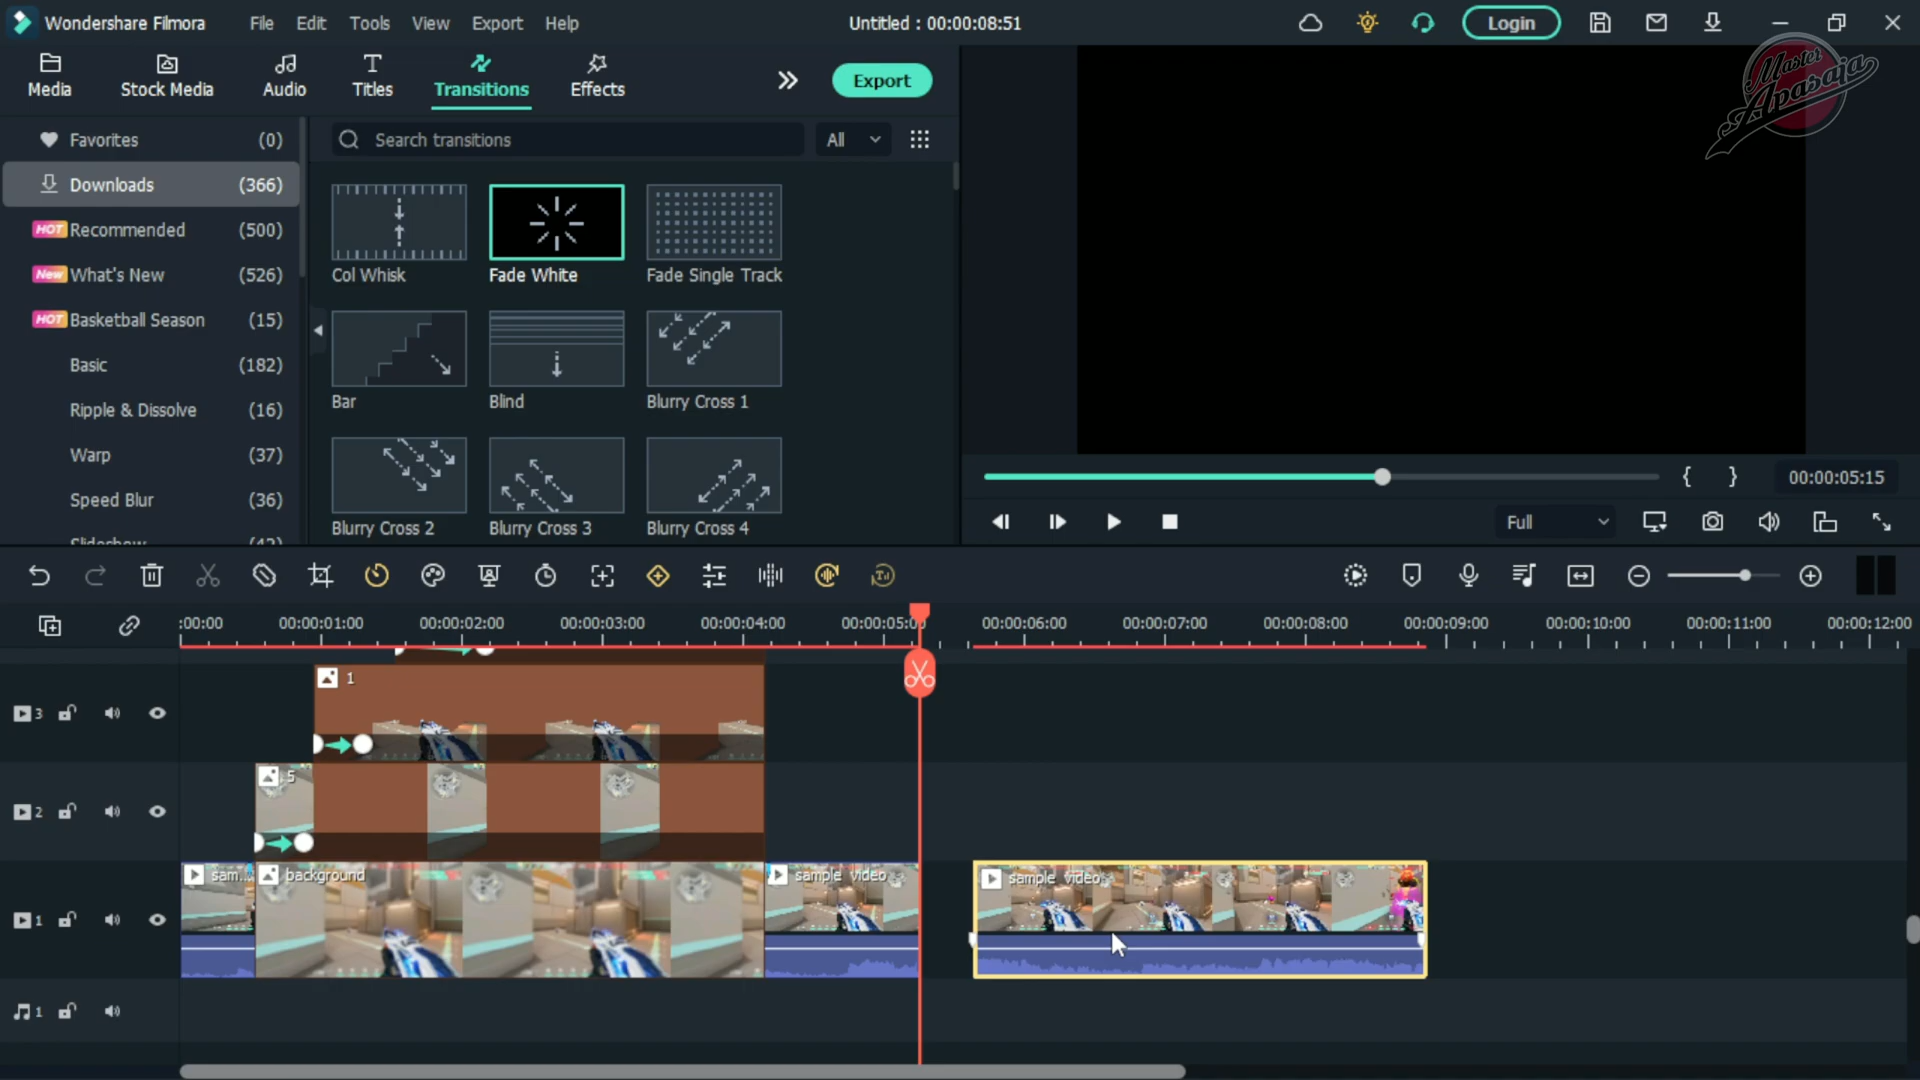 Wondershare Filmora
File Edit Tools View Export Help
Untitled : 00:00:08:51
Login
Media
Stock Media
Audio
Titles
Transitions
Effects
Export
Master
Apasaja
Favorites (0)
Downloads (366)
HOT Recommended (500)
New What's New (526)
HOT Basketball Season (15)
Basic (182)
Ripple & Dissolve (16)
Warp (37)
Speed Blur (36)
Slideshow
Search transitions
All
Col Whisk
Fade White
Fade Single Track
Bar
Blind
Blurry Cross 1
Blurry Cross 2
Blurry Cross 3
Blurry Cross 4
{ } 00:00:05:15
Full
:00:00 00:00:01:00 00:00:02:00 00:00:03:00 00:00:04:00 00:00:05:0 00:00:06:00 00:00:07:00 00:00:08:00 00:00:09:00 00:00:10:00 00:00:11:00 00:00:12:00
3
1
2
5
1
sam...
background
sample video
sample video
1